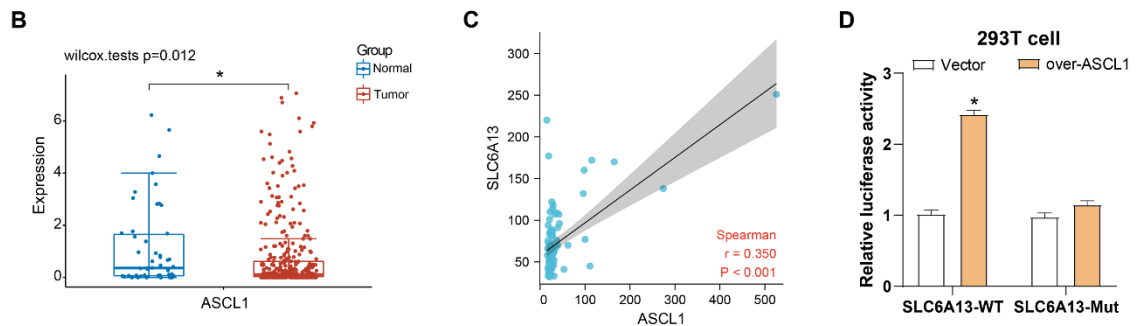 B
wilcox.tests p=0.012
Group
Normal
Tumor
*
Expression
6
4
2
0
ASCL1
C
SLC6A13
300
250
200
150
100
50
Spearman
r = 0.350
P < 0.001
0 100 200 300 400 500
ASCL1
D
293T cell
Vector over-ASCL1
Relative luciferase activity
3
2
1
0
*
SLC6A13-WT SLC6A13-Mut